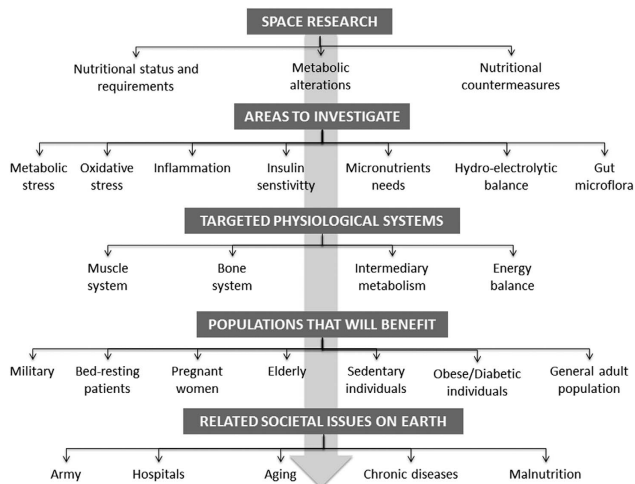 SPACE RESEARCH
Nutritional status and
requirements
Metabolic
alterations
Nutritional
countermeasures
AREAS TO INVESTIGATE
Metabolic
stress
Oxidative
stress
Inflammation
Insulin
senstivitty
Micronutrients
needs
Hydro-electrolytic
balance
Gut
microflora
TARGETED PHYSIOLOGICAL SYSTEMS
Muscle
system
Bone
system
Intermediary
metabolism
Energy
balance
POPULATIONS THAT WILL BENEFIT
Military
Bed-resting
patients
Pregnant
women
Elderly
Sedentary
individuals
Obese/Diabetic
individuals
General adult
population
RELATED SOCIETAL ISSUES ON EARTH
Army
Hospitals
Aging
Chronic diseases
Malnutrition